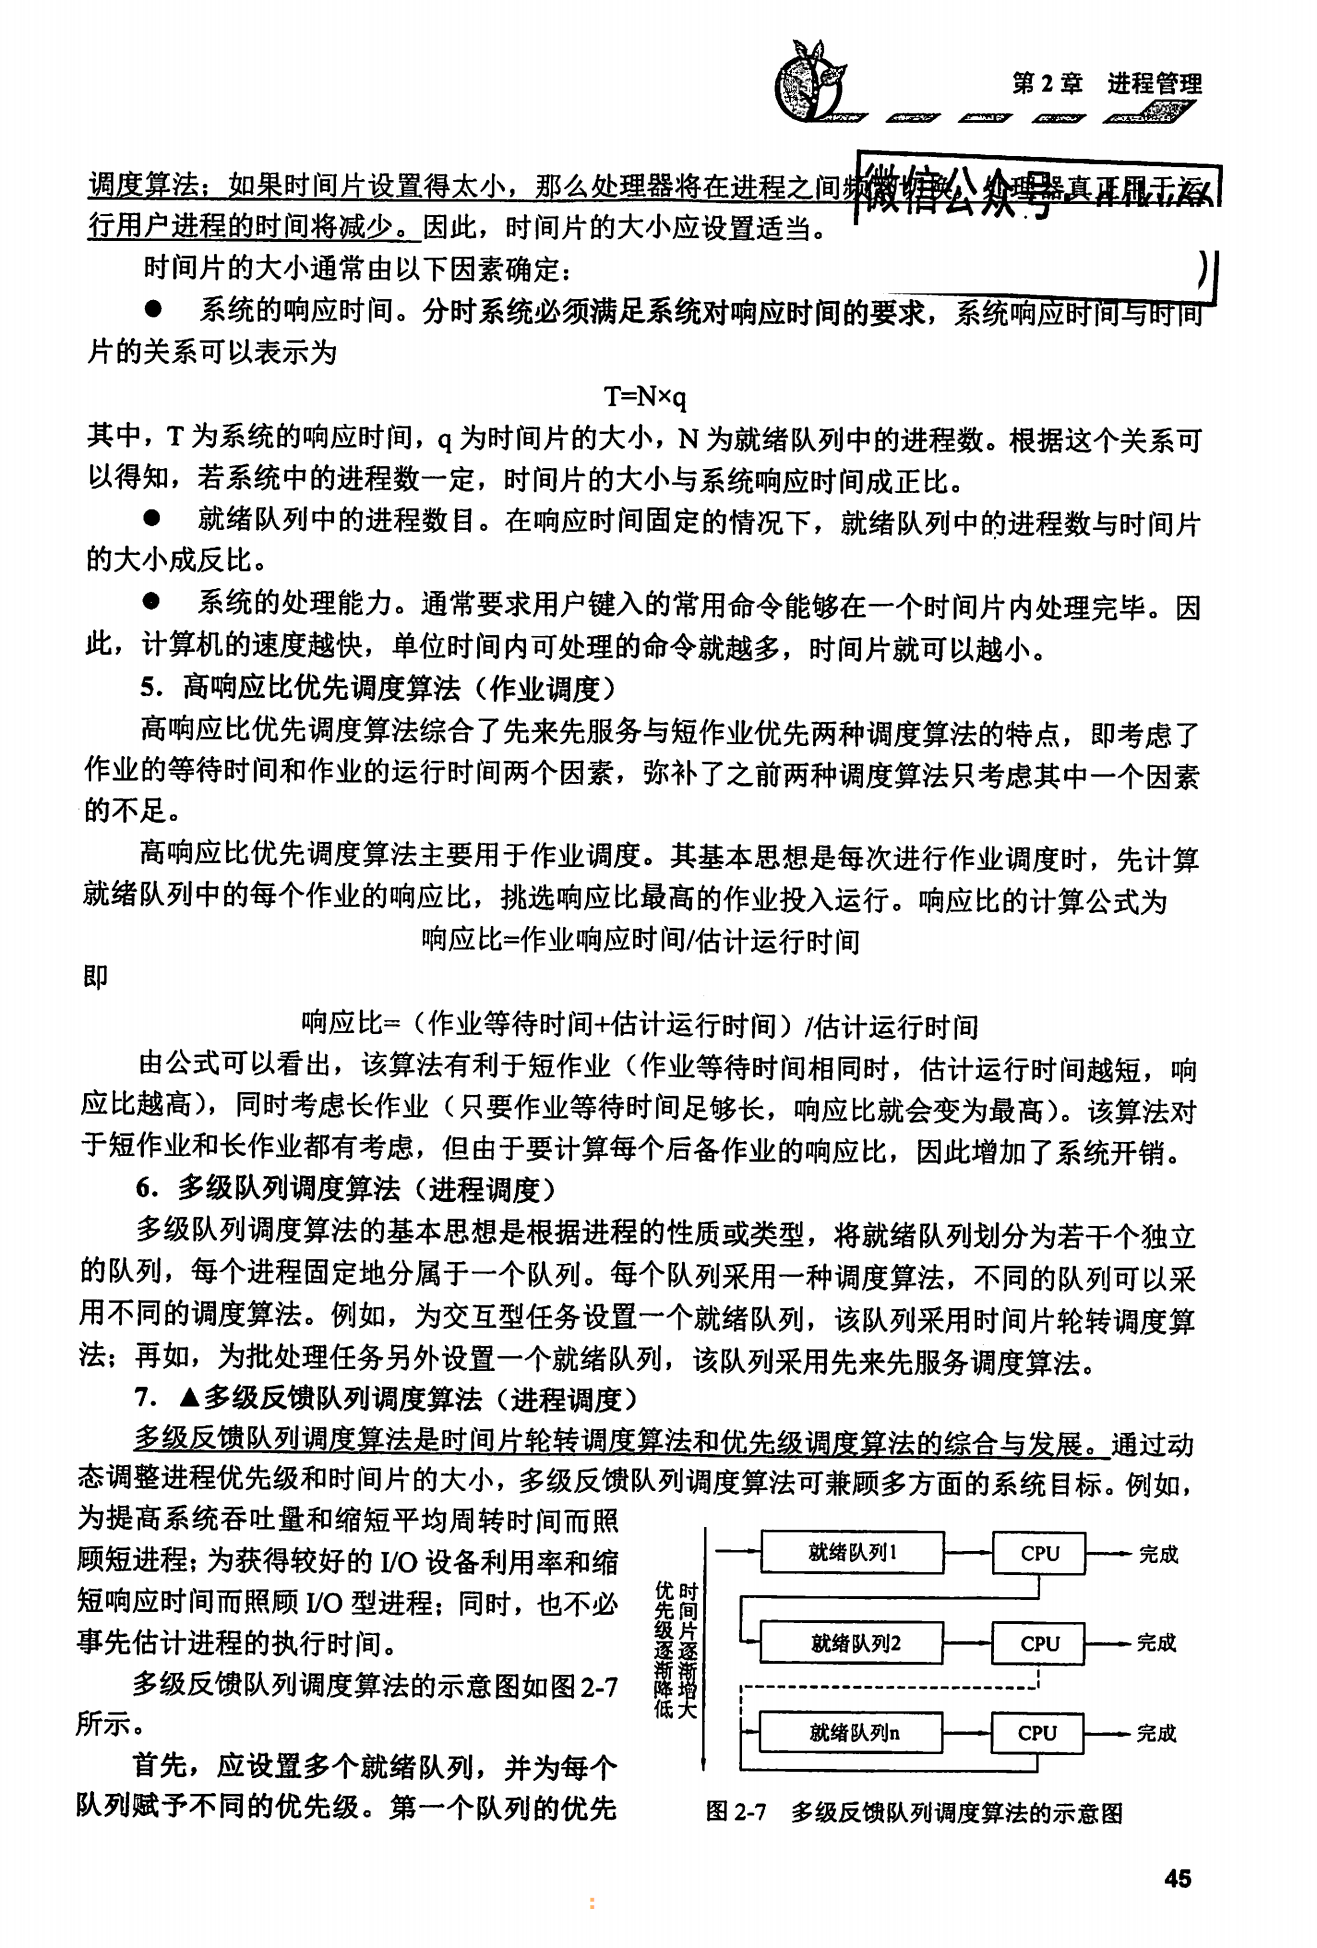 第 2 章 进程管理
调度算法；如果时间片设置得太小，那么处理器将在进程之间频繁切换，处理器真正用于运
微信公众号
行用户进程的时间将减少。因此，时间片的大小应设置适当。
时间片的大小通常由以下因素确定：
● 系统的响应时间。分时系统必须满足系统对响应时间的要求，系统响应时间与时间
片的关系可以表示为
T=N×q
其中，T 为系统的响应时间，q 为时间片的大小，N 为就绪队列中的进程数。根据这个关系可
以得知，若系统中的进程数一定，时间片的大小与系统响应时间成正比。
● 就绪队列中的进程数目。在响应时间固定的情况下，就绪队列中的进程数与时间片
的大小成反比。
● 系统的处理能力。通常要求用户键入的常用命令能够在一个时间片内处理完毕。因
此，计算机的速度越快，单位时间内可处理的命令就越多，时间片就可以越小。
5．高响应比优先调度算法（作业调度）
高响应比优先调度算法综合了先来先服务与短作业优先两种调度算法的特点，即考虑了
作业的等待时间和作业的运行时间两个因素，弥补了之前两种调度算法只考虑其中一个因素
的不足。
高响应比优先调度算法主要用于作业调度。其基本思想是每次进行作业调度时，先计算
就绪队列中的每个作业的响应比，挑选响应比最高的作业投入运行。响应比的计算公式为
响应比=作业响应时间/估计运行时间
即
响应比=（作业等待时间+估计运行时间）/估计运行时间
由公式可以看出，该算法有利于短作业（作业等待时间相同时，估计运行时间越短，响
应比越高），同时考虑长作业（只要作业等待时间足够长，响应比就会变为最高）。该算法对
于短作业和长作业都有考虑，但由于要计算每个后备作业的响应比，因此增加了系统开销。
6．多级队列调度算法（进程调度）
多级队列调度算法的基本思想是根据进程的性质或类型，将就绪队列划分为若干个独立
的队列，每个进程固定地分属于一个队列。每个队列采用一种调度算法，不同的队列可以采
用不同的调度算法。例如，为交互型任务设置一个就绪队列，该队列采用时间片轮转调度算
法；再如，为批处理任务另外设置一个就绪队列，该队列采用先来先服务调度算法。
7．▲多级反馈队列调度算法（进程调度）
多级反馈队列调度算法是时间片轮转调度算法和优先级调度算法的综合与发展。通过动
态调整进程优先级和时间片的大小，多级反馈队列调度算法可兼顾多方面的系统目标。例如，
为提高系统吞吐量和缩短平均周转时间而照
顾短进程；为获得较好的 I/O 设备利用率和缩
短响应时间而照顾 I/O 型进程；同时，也不必
事先估计进程的执行时间。
多级反馈队列调度算法的示意图如图 2-7
所示。
首先，应设置多个就绪队列，并为每个
队列赋予不同的优先级。第一个队列的优先
优先级逐渐降低
时间片逐渐增大
就绪队列1 CPU 完成
就绪队列2 CPU 完成
就绪队列n CPU 完成
图 2-7 多级反馈队列调度算法的示意图
45